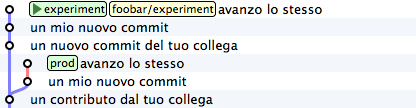 experiment foobar/experiment avanzo lo stesso
un mio nuovo commit
un nuovo commit del tuo collega
prod avanzo lo stesso
un mio nuovo commit
un contributo dal tuo collega